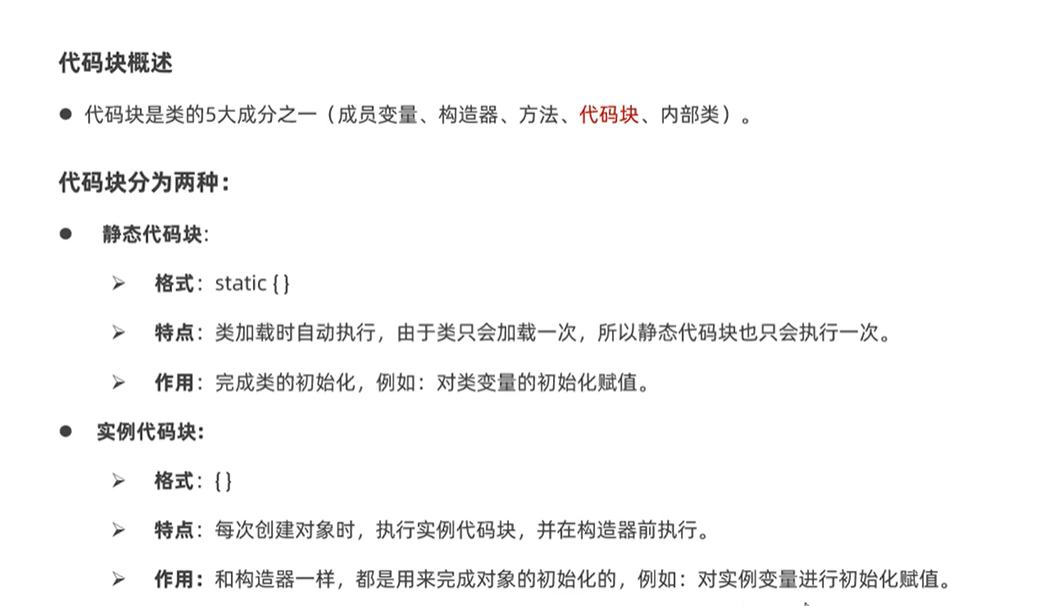 代码块概述
● 代码块是类的5大成分之一（成员变量、构造器、方法、代码块、内部类）。
代码块分为两种：
● 静态代码块:
➢ 格式：static { }
➢ 特点：类加载时自动执行，由于类只会加载一次，所以静态代码块也只会执行一次。
➢ 作用：完成类的初始化，例如：对类变量的初始化赋值。
● 实例代码块:
➢ 格式：{ }
➢ 特点：每次创建对象时，执行实例代码块，并在构造器前执行。
➢ 作用：和构造器一样，都是用来完成对象的初始化的，例如：对实例变量进行初始化赋值。